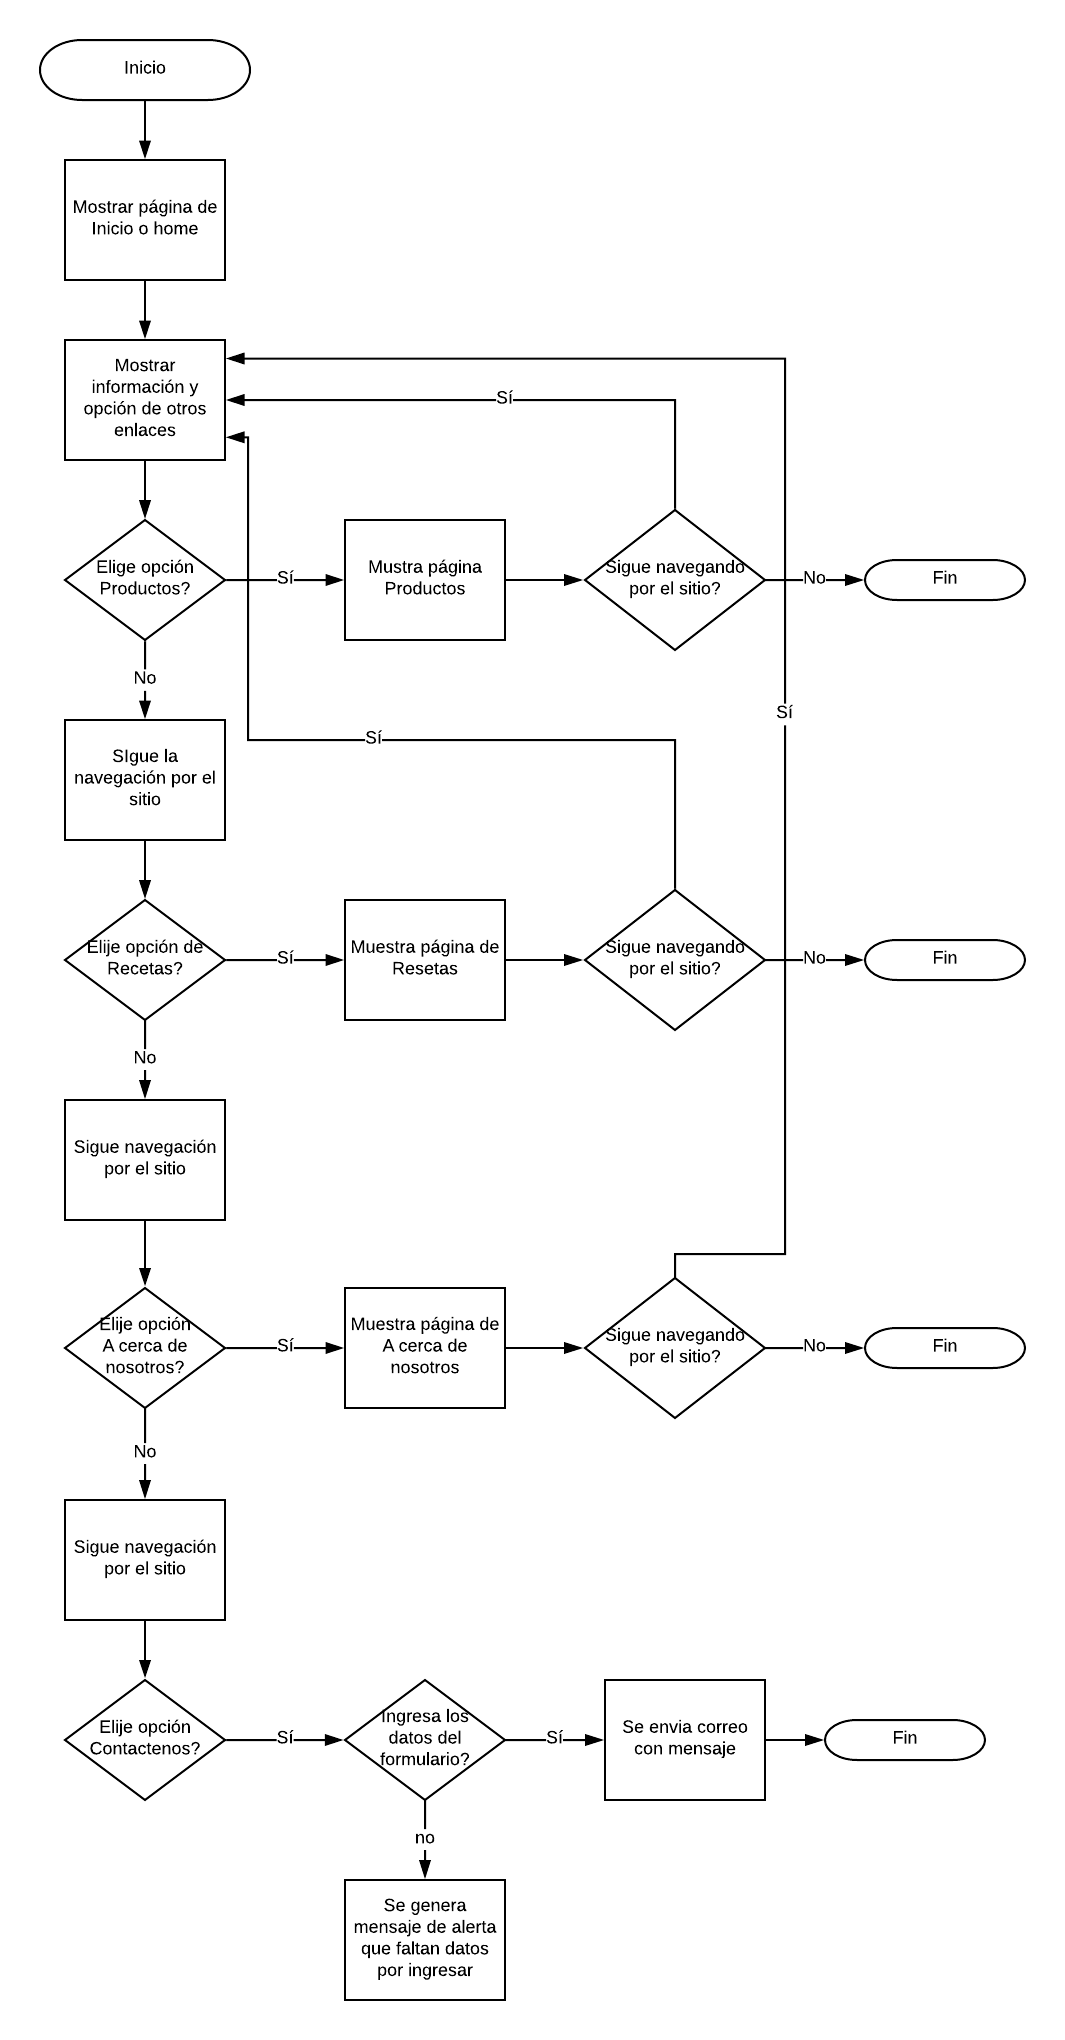 Inicio
Mostrar página de
Inicio o home
Mostrar
información y
opción de otros
enlaces
Sí
Elige opción
Productos?
Sí
Mustra página
Productos
Sigue navegando
por el sitio?
No
Fin
No
Sí
Sí
SIgue la
navegación por el
sitio
Elije opción de
Recetas?
Sí
Muestra página de
Resetas
Sigue navegando
por el sitio?
No
Fin
No
Sigue navegación
por el sitio
Elije opción
A cerca de
nosotros?
Sí
Muestra página de
A cerca de
nosotros
Sigue navegando
por el sitio?
No
Fin
No
Sigue navegación
por el sitio
Elije opción
Contactenos?
Sí
Ingresa los
datos del
formulario?
Sí
Se envia correo
con mensaje
Fin
no
Se genera
mensaje de alerta
que faltan datos
por ingresar